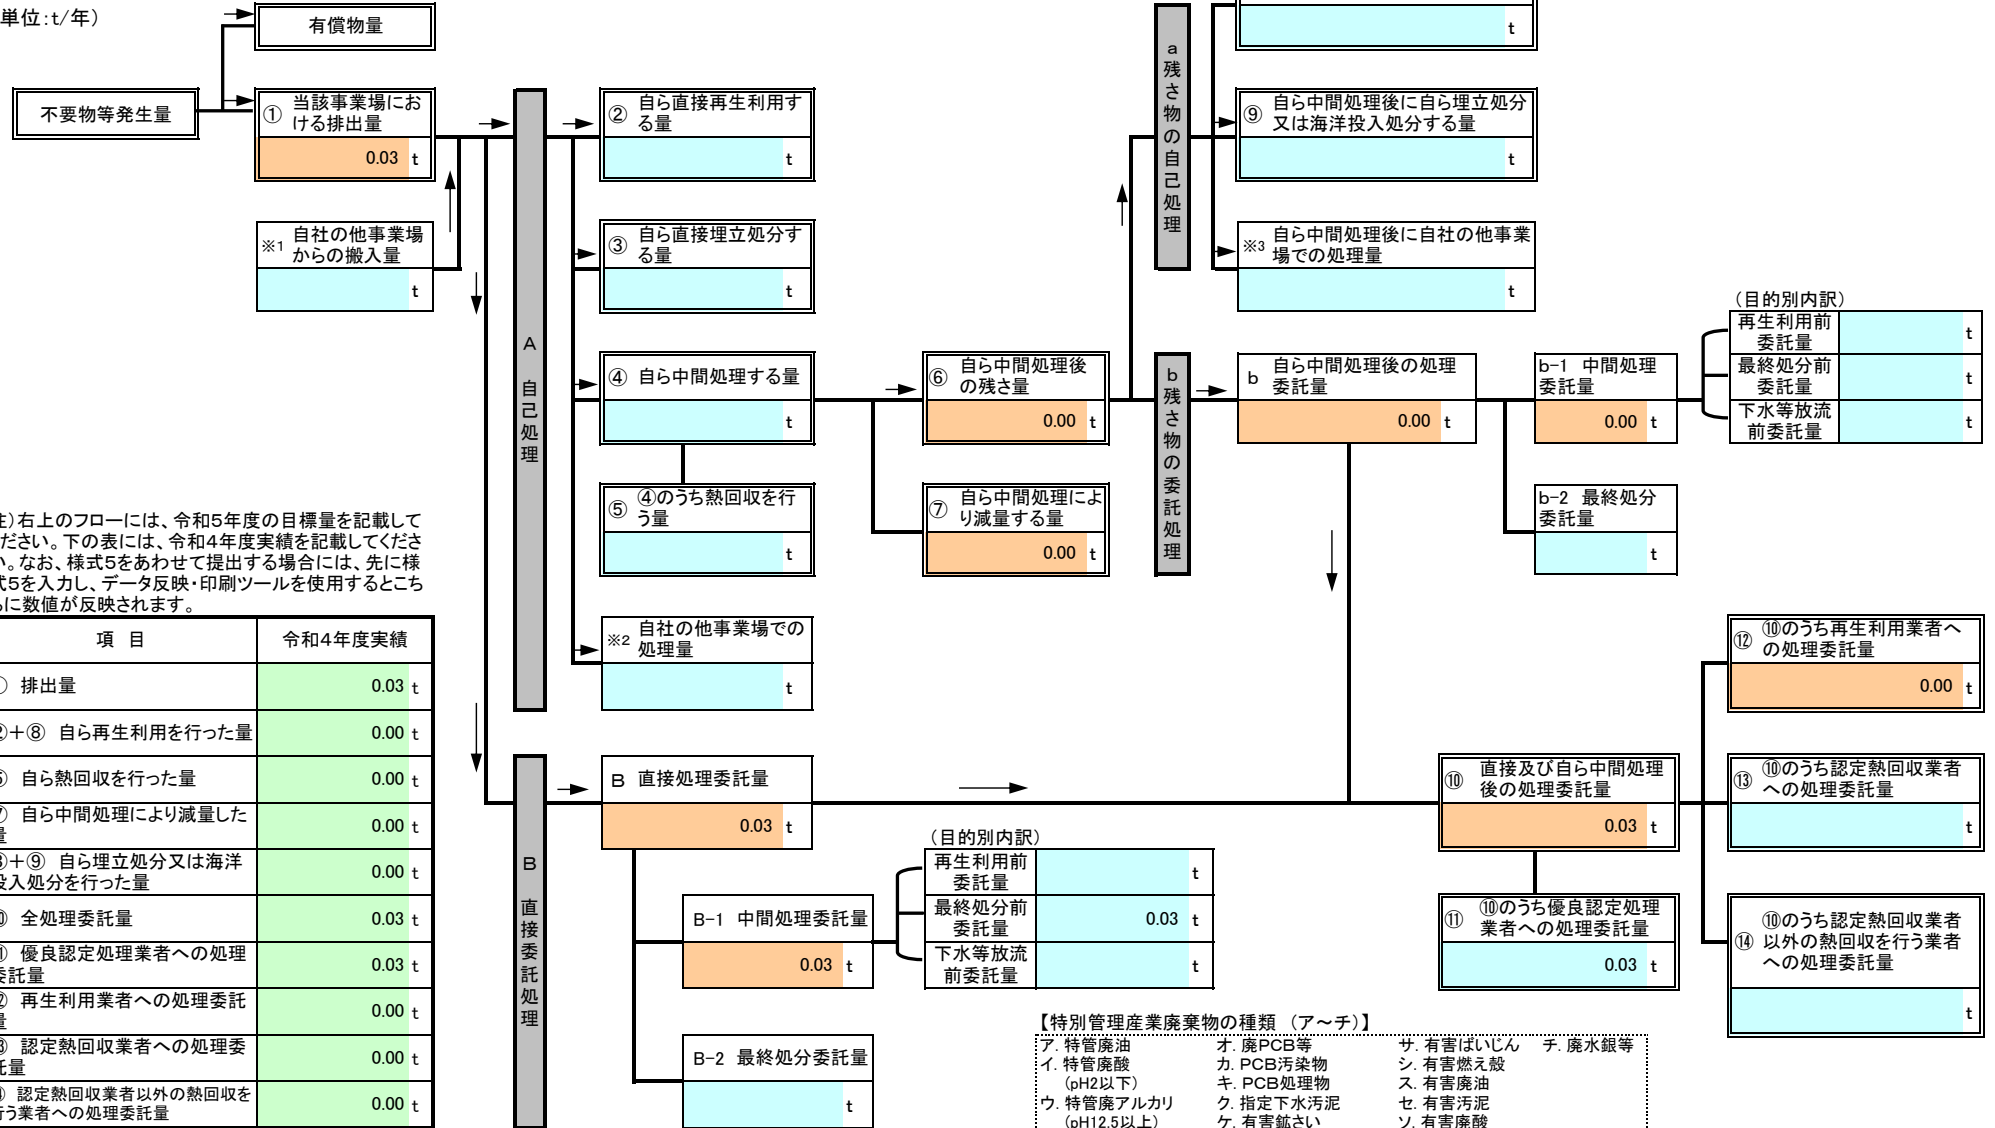 単位:t/年)
有償物量
t
不要物等発生量
① 当該事業場にお
ける排出量
0.03 t
※1 自社の他事業場
からの搬入量
t
A 自己処理
② 自ら直接再生利用す
る量
t
③ 自ら直接埋立処分す
る量
t
④ 自ら中間処理する量
t
⑤ ④のうち熱回収を行
う量
t
※2 自社の他事業場での
処理量
t
⑥ 自ら中間処理後
の残さ量
0.00 t
⑦ 自ら中間処理によ
り減量する量
0.00 t
a残さ物の自己処理
⑨ 自ら中間処理後に自ら埋立処分
又は海洋投入処分する量
t
※3 自ら中間処理後に自社の他事業
場での処理量
t
b残さ物の委託処理
b 自ら中間処理後の処理
委託量
0.00 t
b-1 中間処理
委託量
0.00 t
b-2 最終処分
委託量
t
(目的別内訳)
再生利用前
委託量 t
最終処分前
委託量 t
下水等放流
前委託量 t
)右上のフローには、令和5年度の目標量を記載して
ださい。下の表には、令和4年度実績を記載してくださ
。なお、様式5をあわせて提出する場合には、先に様
5を入力し、データ反映・印刷ツールを使用するとこち
に数値が反映されます。
項 目 令和4年度実績
排出量 0.03 t
+⑧ 自ら再生利用を行った量 0.00 t
自ら熱回収を行った量 0.00 t
自ら中間処理により減量した
量 0.00 t
+⑨ 自ら埋立処分又は海洋
投入処分を行った量 0.00 t
全処理委託量 0.03 t
優良認定処理業者への処理
委託量 0.03 t
再生利用業者への処理委託
量 0.00 t
認定熱回収業者への処理委
託量 0.00 t
認定熱回収業者以外の熱回収を
行う業者への処理委託量 0.00 t
B 直接委託処理
B 直接処理委託量
0.03 t
B-1 中間処理委託量
0.03 t
B-2 最終処分委託量
t
(目的別内訳)
再生利用前
委託量 t
最終処分前
委託量 0.03 t
下水等放流
前委託量 t
⑩ 直接及び自ら中間処理
後の処理委託量
0.03 t
⑪ ⑩のうち優良認定処理
業者への処理委託量
0.03 t
⑫ ⑩のうち再生利用業者へ
の処理委託量
0.00 t
⑬ ⑩のうち認定熱回収業者
への処理委託量
t
⑭ ⑩のうち認定熱回収業者
以外の熱回収を行う業者
への処理委託量
t
【特別管理産業廃棄物の種類 (ア~チ)】
ア. 特管廃油 オ. 廃PCB等 サ. 有害ばいじん チ. 廃水銀等
イ. 特管廃酸 カ. PCB汚染物 シ. 有害燃え殻
(pH2以下) キ. PCB処理物 ス. 有害廃油
ウ. 特管廃アルカリ ク. 指定下水汚泥 セ. 有害汚泥
(pH12.5以上) ケ. 有害鉱さい ソ. 有害廃酸